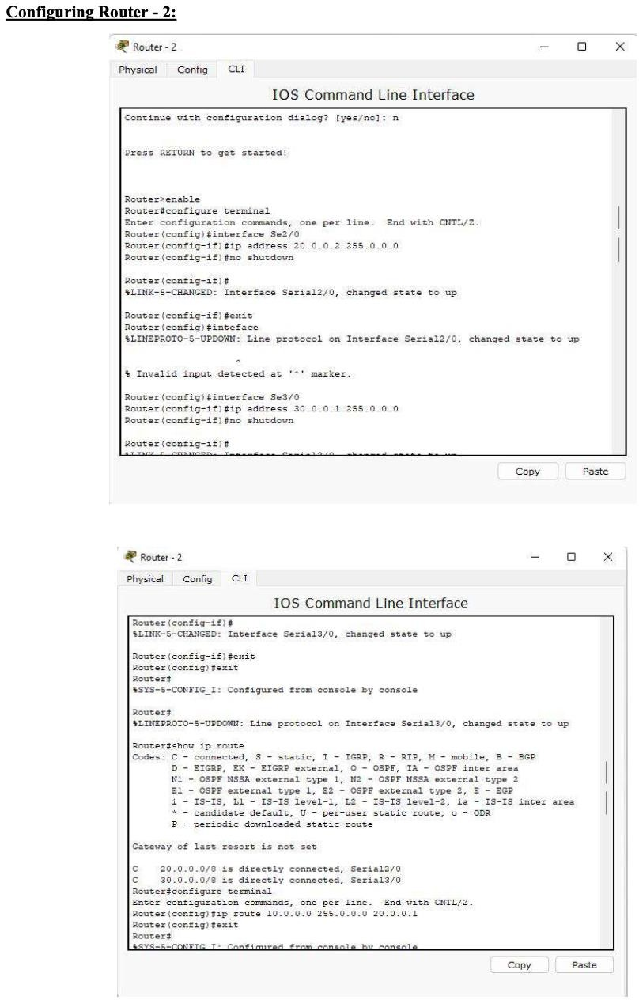 Configuring Router - 2:
Router - 2
Physical Config CLI
IOS Command Line Interface
Continue with configuration dialog? [yes/no]: n
Press RETURN to get started!
Router>enable
Router#configure terminal
Enter configuration commands, one per line.  End with CNTL/Z.
Router(config)#interface Se2/0
Router(config-if)#ip address 20.0.0.2 255.0.0.0
Router(config-if)#no shutdown
Router(config-if)#
%LINK-5-CHANGED: Interface Serial2/0, changed state to up
Router(config-if)#exit
Router(config)#inteface
%LINEPROTO-5-UPDOWN: Line protocol on Interface Serial2/0, changed state to up
^
% Invalid input detected at '^' marker.
Router(config)#interface Se3/0
Router(config-if)#ip address 30.0.0.1 255.0.0.0
Router(config-if)#no shutdown
Router(config-if)#
%LINK-5-CHANGED: Interface Serial3/0, changed state to up
Copy Paste
Router - 2
Physical Config CLI
IOS Command Line Interface
Router(config-if)#
%LINK-5-CHANGED: Interface Serial3/0, changed state to up
Router(config-if)#exit
Router(config)#exit
Router#
%SYS-5-CONFIG_I: Configured from console by console
Router#
%LINEPROTO-5-UPDOWN: Line protocol on Interface Serial3/0, changed state to up
Router#show ip route
Codes: C - connected, S - static, I - IGRP, R - RIP, M - mobile, B - BGP
D - EIGRP, EX - EIGRP external, O - OSPF, IA - OSPF inter area
N1 - OSPF NSSA external type 1, N2 - OSPF NSSA external type 2
E1 - OSPF external type 1, E2 - OSPF external type 2, E - EGP
i - IS-IS, L1 - IS-IS level-1, L2 - IS-IS level-2, ia - IS-IS inter area
* - candidate default, U - per-user static route, o - ODR
P - periodic downloaded static route
Gateway of last resort is not set
C    20.0.0.0/8 is directly connected, Serial2/0
C    30.0.0.0/8 is directly connected, Serial3/0
Router#configure terminal
Enter configuration commands, one per line.  End with CNTL/Z.
Router(config)#ip route 10.0.0.0 255.0.0.0 20.0.0.1
Router(config)#exit
Router#
%SYS-5-CONFIG_I: Configured from console by console
Copy Paste